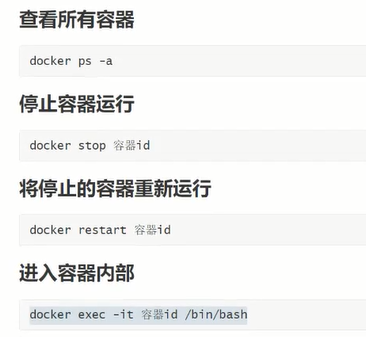 查看所有容器
docker ps -a
停止容器运行
docker stop 容器id
将停止的容器重新运行
docker restart 容器id
进入容器内部
docker exec -it 容器id /bin/bash